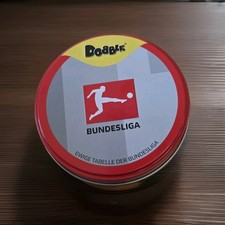 DOBBLE
BUNDESLIGA
EWIGE TABELLE DER BUNDESLIGA